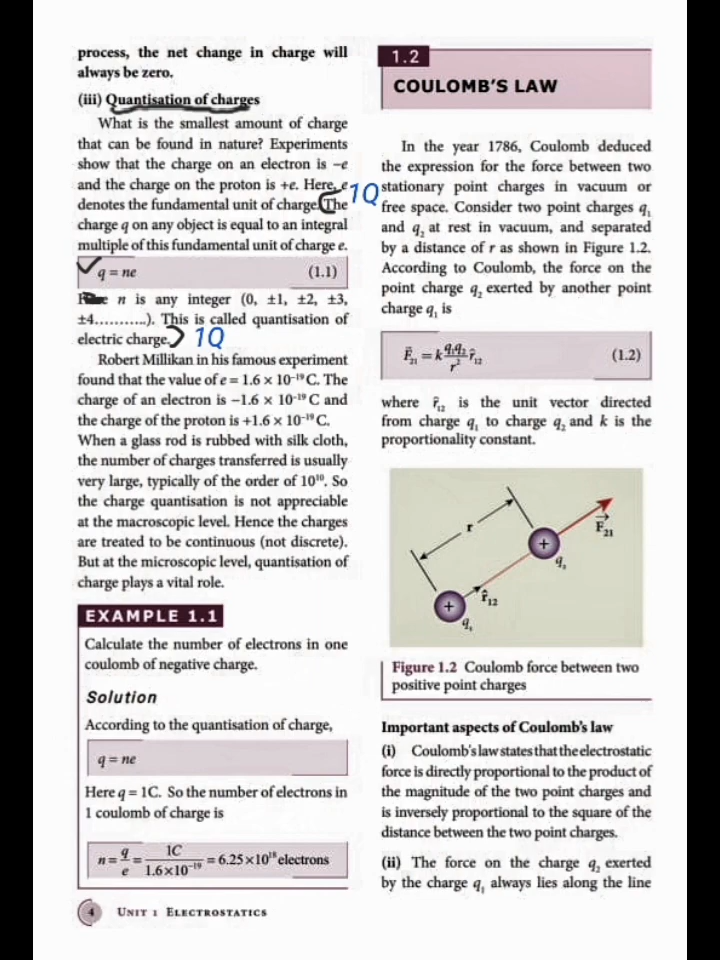 process, the net change in charge will
always be zero.
(iii) Quantisation of charges
What is the smallest amount of charge
that can be found in nature? Experiments
show that the charge on an electron is −e
and the charge on the proton is +e. Here, e
denotes the fundamental unit of charge. The
1Q
charge q on any object is equal to an integral
multiple of this fundamental unit of charge e.
q = ne (1.1)
n is any integer (0, ±1, ±2, ±3,
±4...........). This is called quantisation of
electric charge. 1Q
Robert Millikan in his famous experiment
found that the value of e = 1.6 × 10⁻¹⁹C. The
charge of an electron is −1.6 × 10⁻¹⁹ C and
the charge of the proton is +1.6 × 10⁻¹⁹ C.
When a glass rod is rubbed with silk cloth,
the number of charges transferred is usually
very large, typically of the order of 10¹⁰. So
the charge quantisation is not appreciable
at the macroscopic level. Hence the charges
are treated to be continuous (not discrete).
But at the microscopic level, quantisation of
charge plays a vital role.
EXAMPLE 1.1
Calculate the number of electrons in one
coulomb of negative charge.
Solution
According to the quantisation of charge,
q = ne
Here q = 1C. So the number of electrons in
1 coulomb of charge is
n = q/e = 1C/1.6×10⁻¹⁹ = 6.25×10¹⁸ electrons
4 UNIT 1 ELECTROSTATICS
1.2
COULOMB'S LAW
In the year 1786, Coulomb deduced
the expression for the force between two
stationary point charges in vacuum or
free space. Consider two point charges q₁
and q₂ at rest in vacuum, and separated
by a distance of r as shown in Figure 1.2.
According to Coulomb, the force on the
point charge q₂ exerted by another point
charge q₁ is
F⃗₂₁ = k q₁q₂/r² r̂₁₂ (1.2)
where r̂₁₂ is the unit vector directed
from charge q₁ to charge q₂ and k is the
proportionality constant.
r
F⃗₂₁
+
q₂
r̂₁₂
+
q₁
Figure 1.2 Coulomb force between two
positive point charges
Important aspects of Coulomb's law
(i) Coulomb's law states that the electrostatic
force is directly proportional to the product of
the magnitude of the two point charges and
is inversely proportional to the square of the
distance between the two point charges.
(ii) The force on the charge q₂ exerted
by the charge q₁ always lies along the line